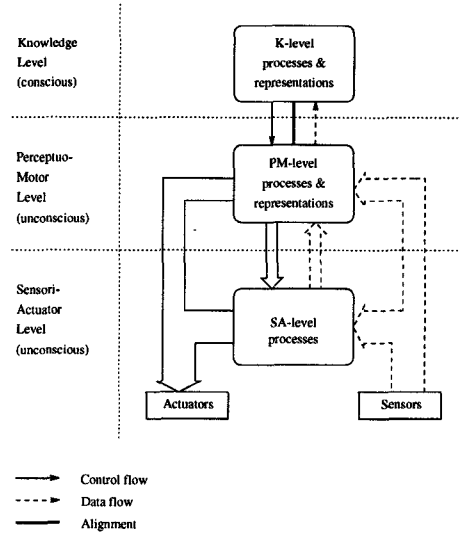 Knowledge
Level
(conscious)
K-level
processes &
representations
Perceptuo-
Motor
Level
(unconscious)
PM-level
processes &
representations
Sensori-
Actuator
Level
(unconscious)
SA-level
processes
Actuators
Sensors
Control flow
Data flow
Alignment